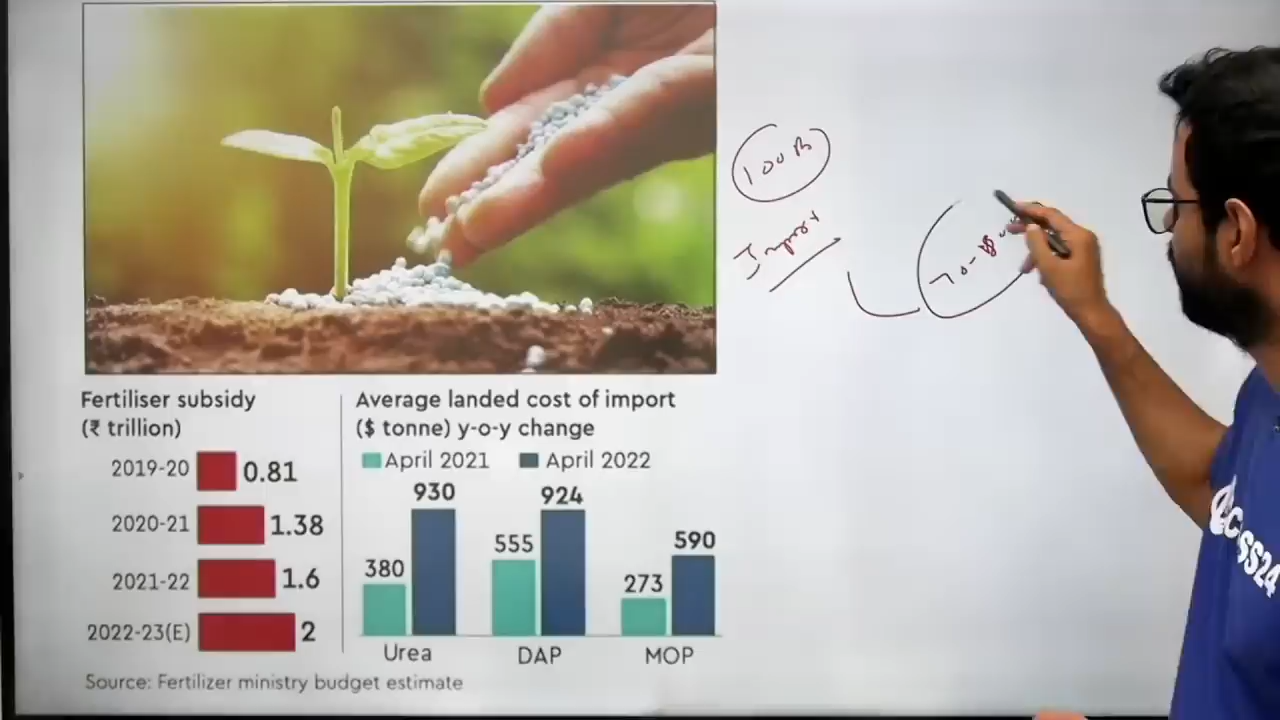 Fertiliser subsidy
(₹ trillion)
2019-20 0.81
2020-21 1.38
2021-22 1.6
2022-23(E) 2
Average landed cost of import
($ tonne) y-o-y change
April 2021 April 2022
380 930 555 924 273 590
Urea DAP MOP
Source: Fertilizer ministry budget estimate
100B
Import
SS24